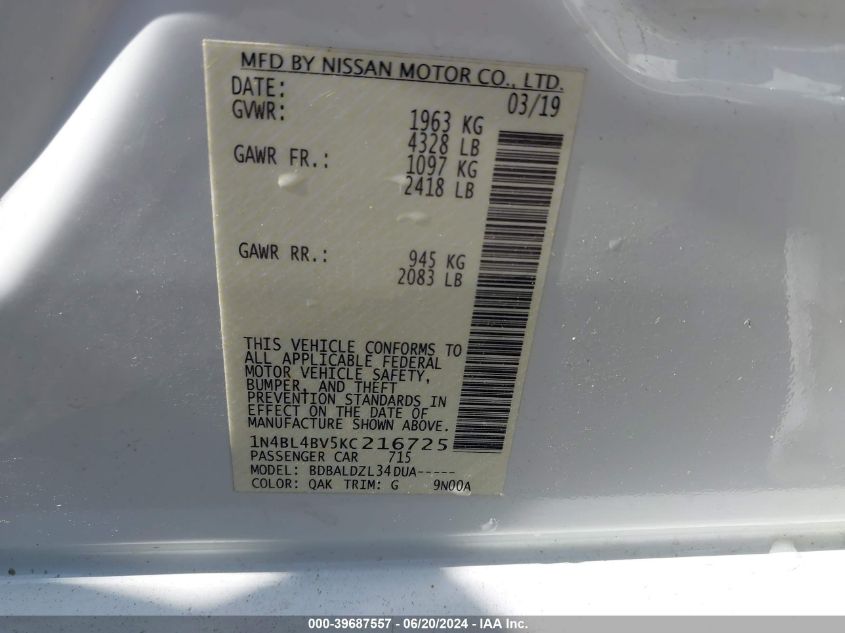 MFD BY NISSAN MOTOR CO., LTD.
DATE: 03/19
GVWR: 1963 KG
4328 LB
GAWR FR.: 1097 KG
2418 LB
GAWR RR.: 945 KG
2083 LB
THIS VEHICLE CONFORMS TO
ALL APPLICABLE FEDERAL
MOTOR VEHICLE SAFETY,
BUMPER, AND THEFT
PREVENTION STANDARDS IN
EFFECT ON THE DATE OF
MANUFACTURE SHOWN ABOVE.
1N4BL4BV5KC216725
PASSENGER CAR 715
MODEL: BDBALDZL34DUA-----
COLOR: QAK TRIM: G 9N00A
000-39687557 - 06/20/2024 - IAA Inc.